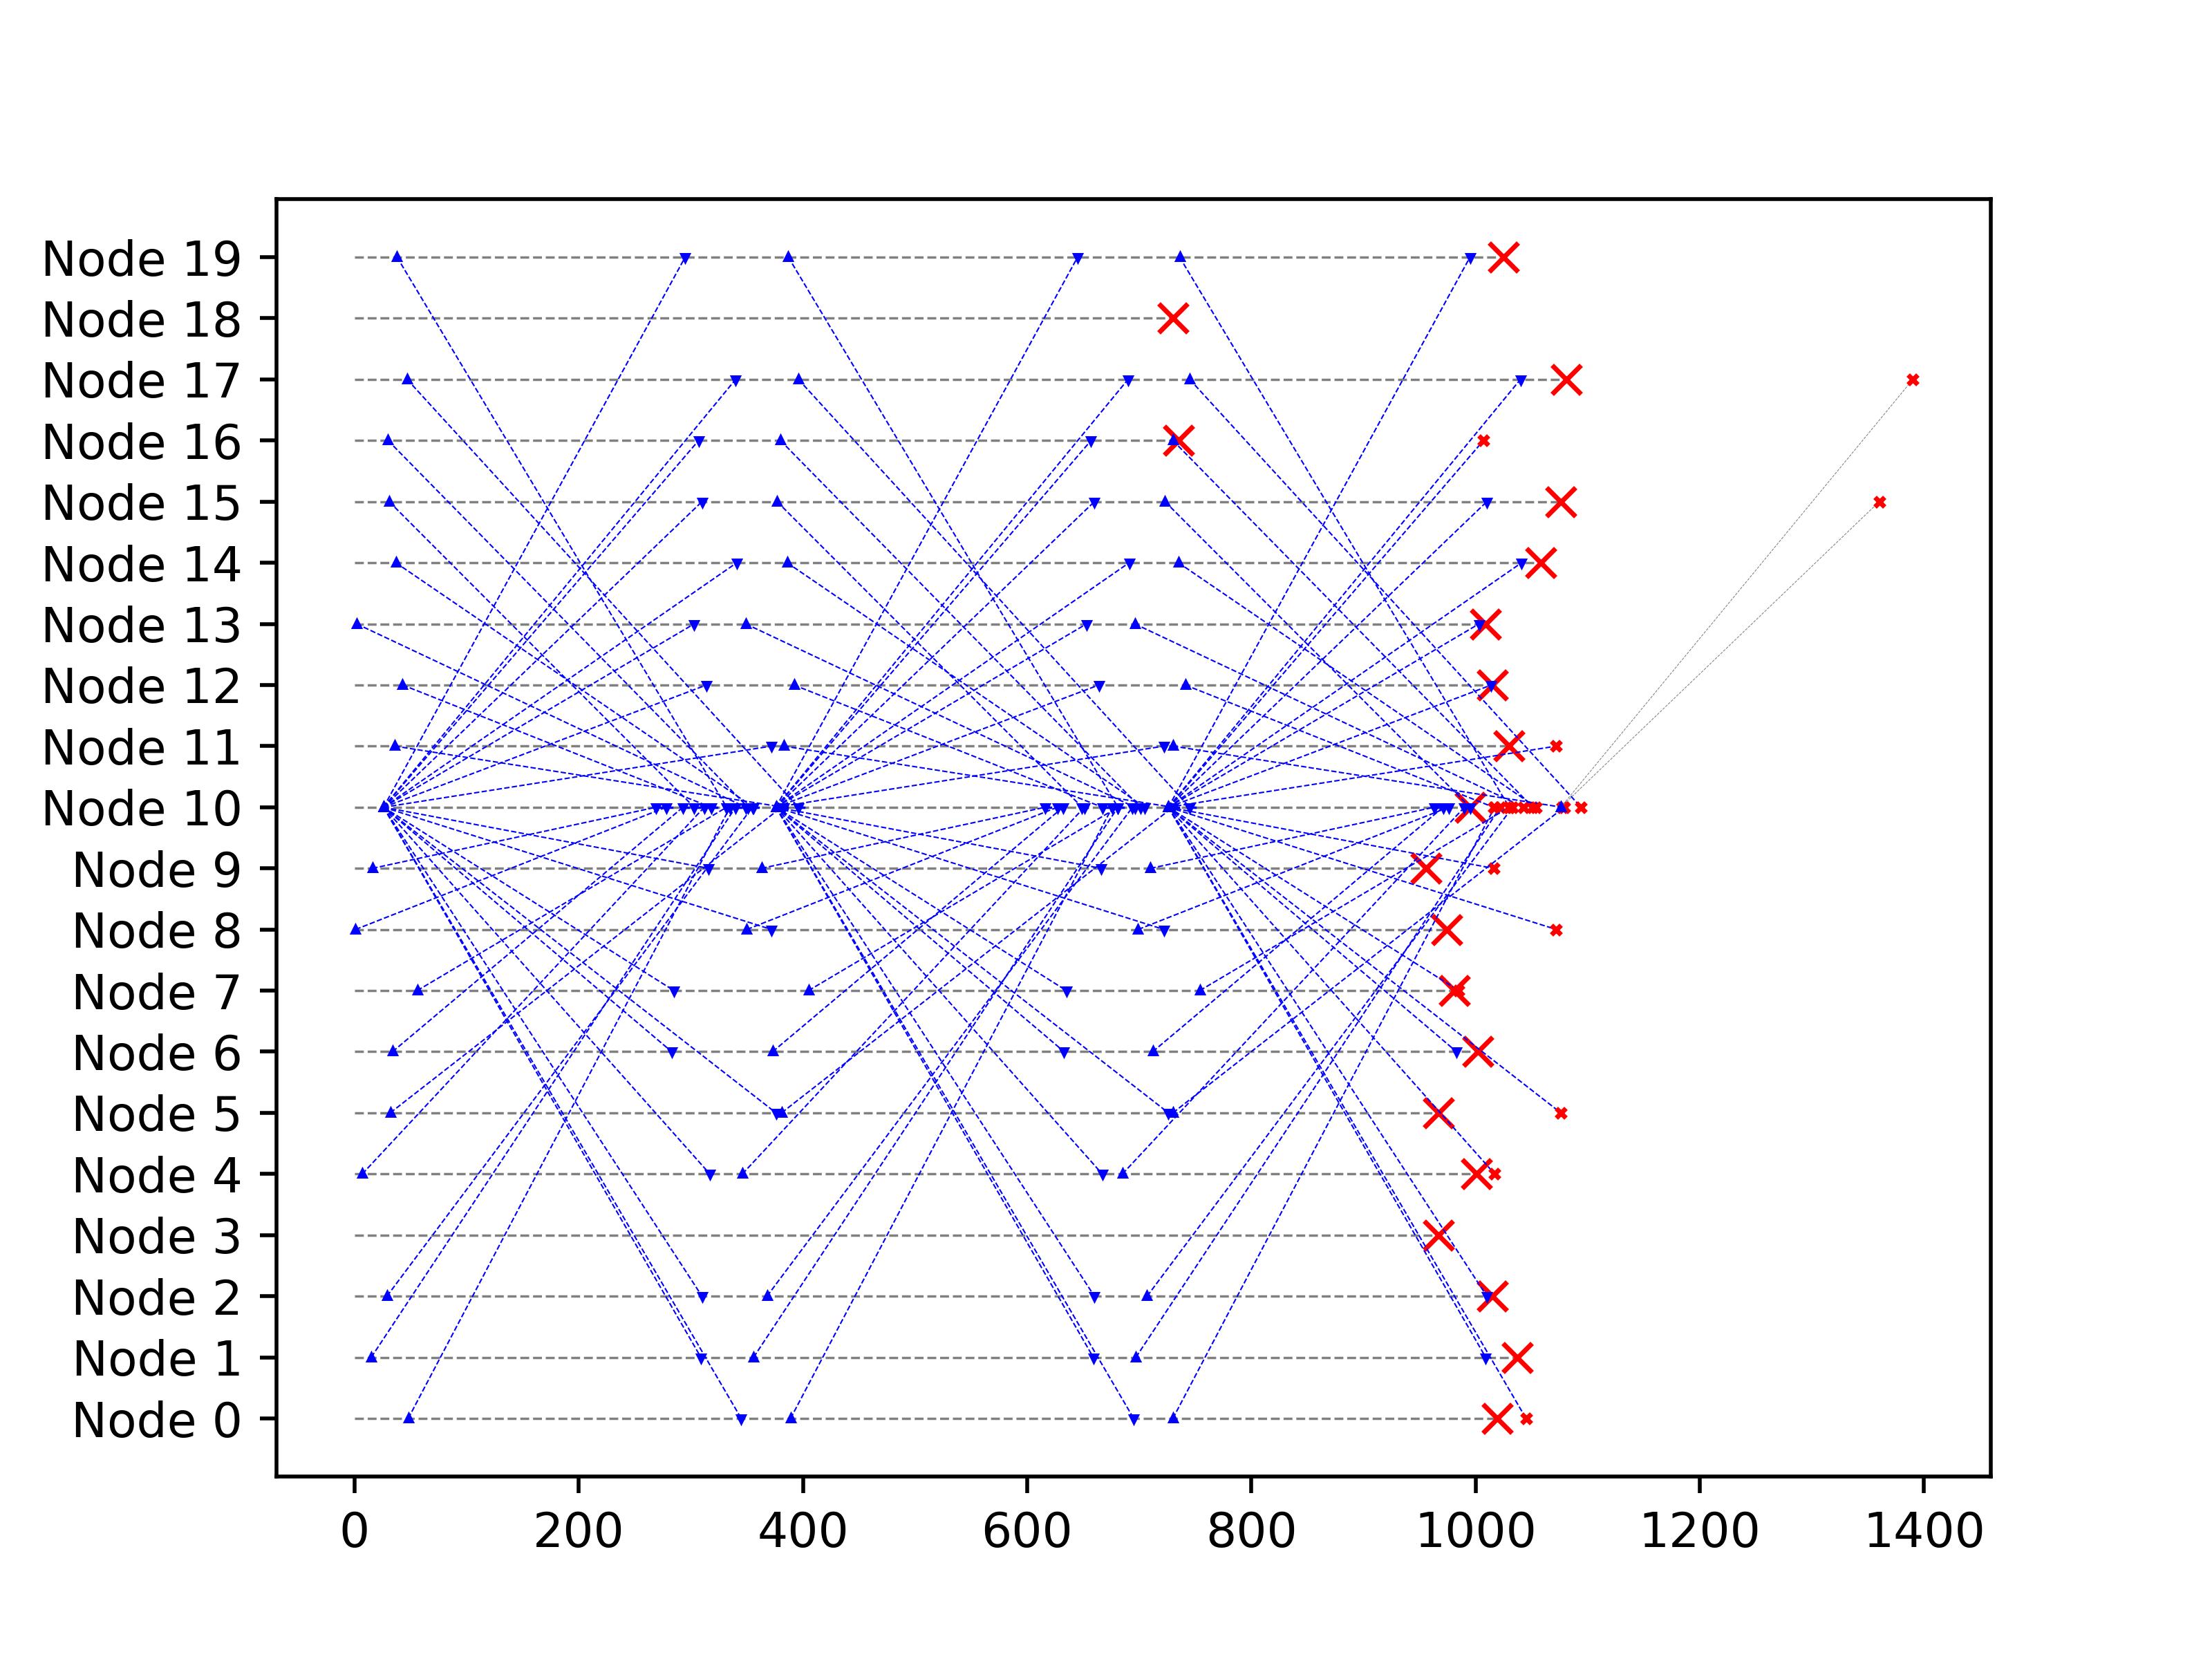 Node 19
Node 18
Node 17
Node 16
Node 15
Node 14
Node 13
Node 12
Node 11
Node 10
Node 9
Node 8
Node 7
Node 6
Node 5
Node 4
Node 3
Node 2
Node 1
Node 0
0 200 400 600 800 1000 1200 1400